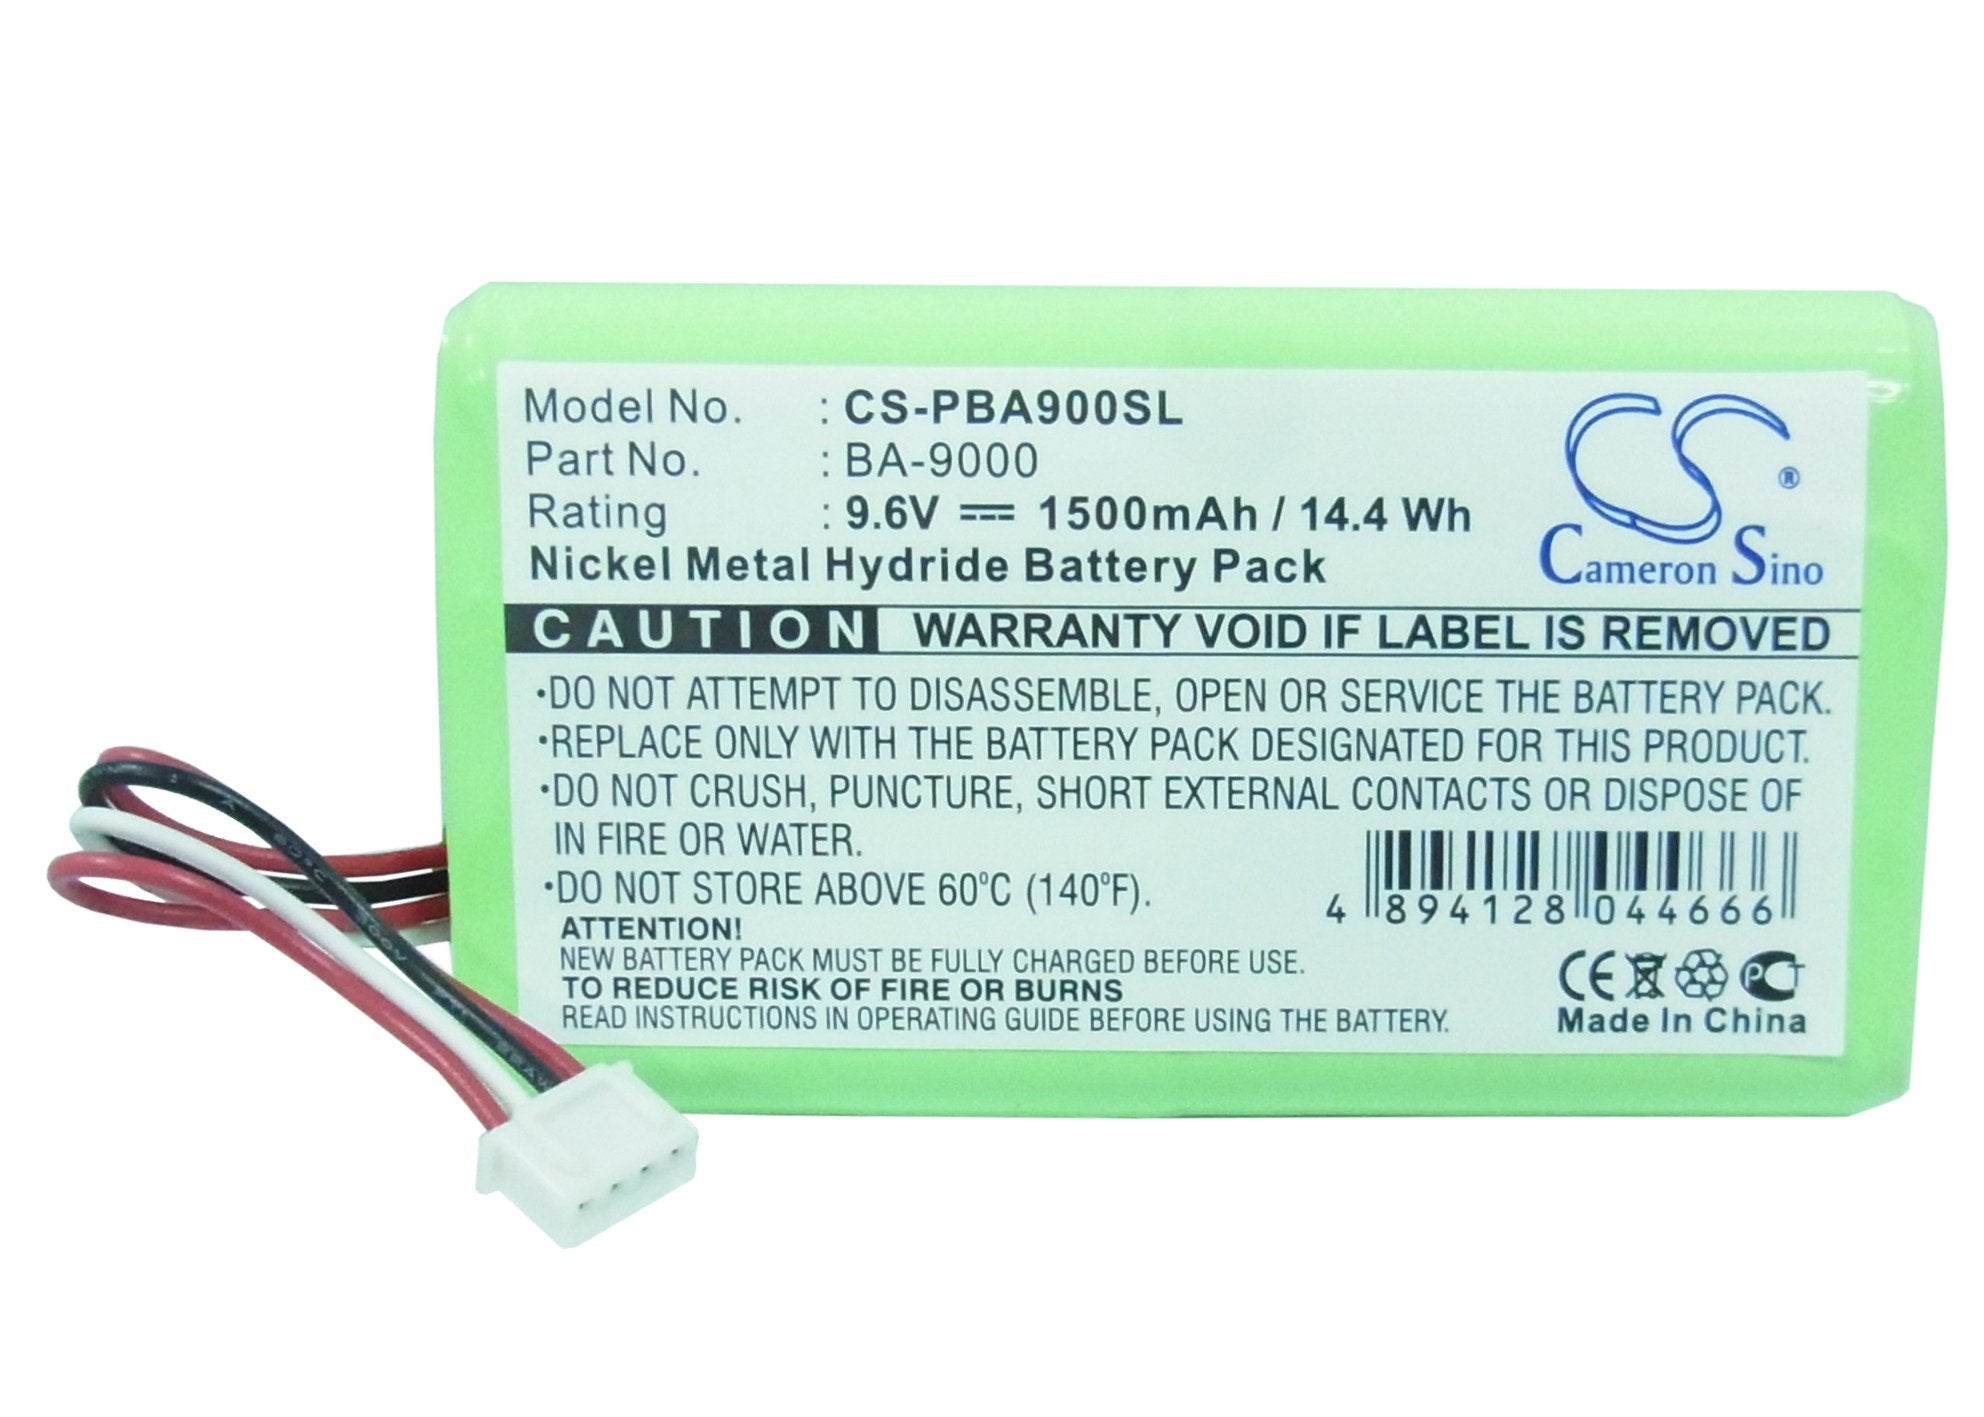 Model No. : CS-PBA900SL
Part No. : BA-9000
Rating : 9.6V 1500mAh / 14.4 Wh
Nickel Metal Hydride Battery Pack
CS ®
Cameron Sino
CAUTION WARRANTY VOID IF LABEL IS REMOVED
•DO NOT ATTEMPT TO DISASSEMBLE, OPEN OR SERVICE THE BATTERY PACK.
•REPLACE ONLY WITH THE BATTERY PACK DESIGNATED FOR THIS PRODUCT.
•DO NOT CRUSH, PUNCTURE, SHORT EXTERNAL CONTACTS OR DISPOSE OF
IN FIRE OR WATER.
•DO NOT STORE ABOVE 60°C (140°F).
4 894128 044666
ATTENTION!
NEW BATTERY PACK MUST BE FULLY CHARGED BEFORE USE.
TO REDUCE RISK OF FIRE OR BURNS
READ INSTRUCTIONS IN OPERATING GUIDE BEFORE USING THE BATTERY.
CE PCT
Made In China